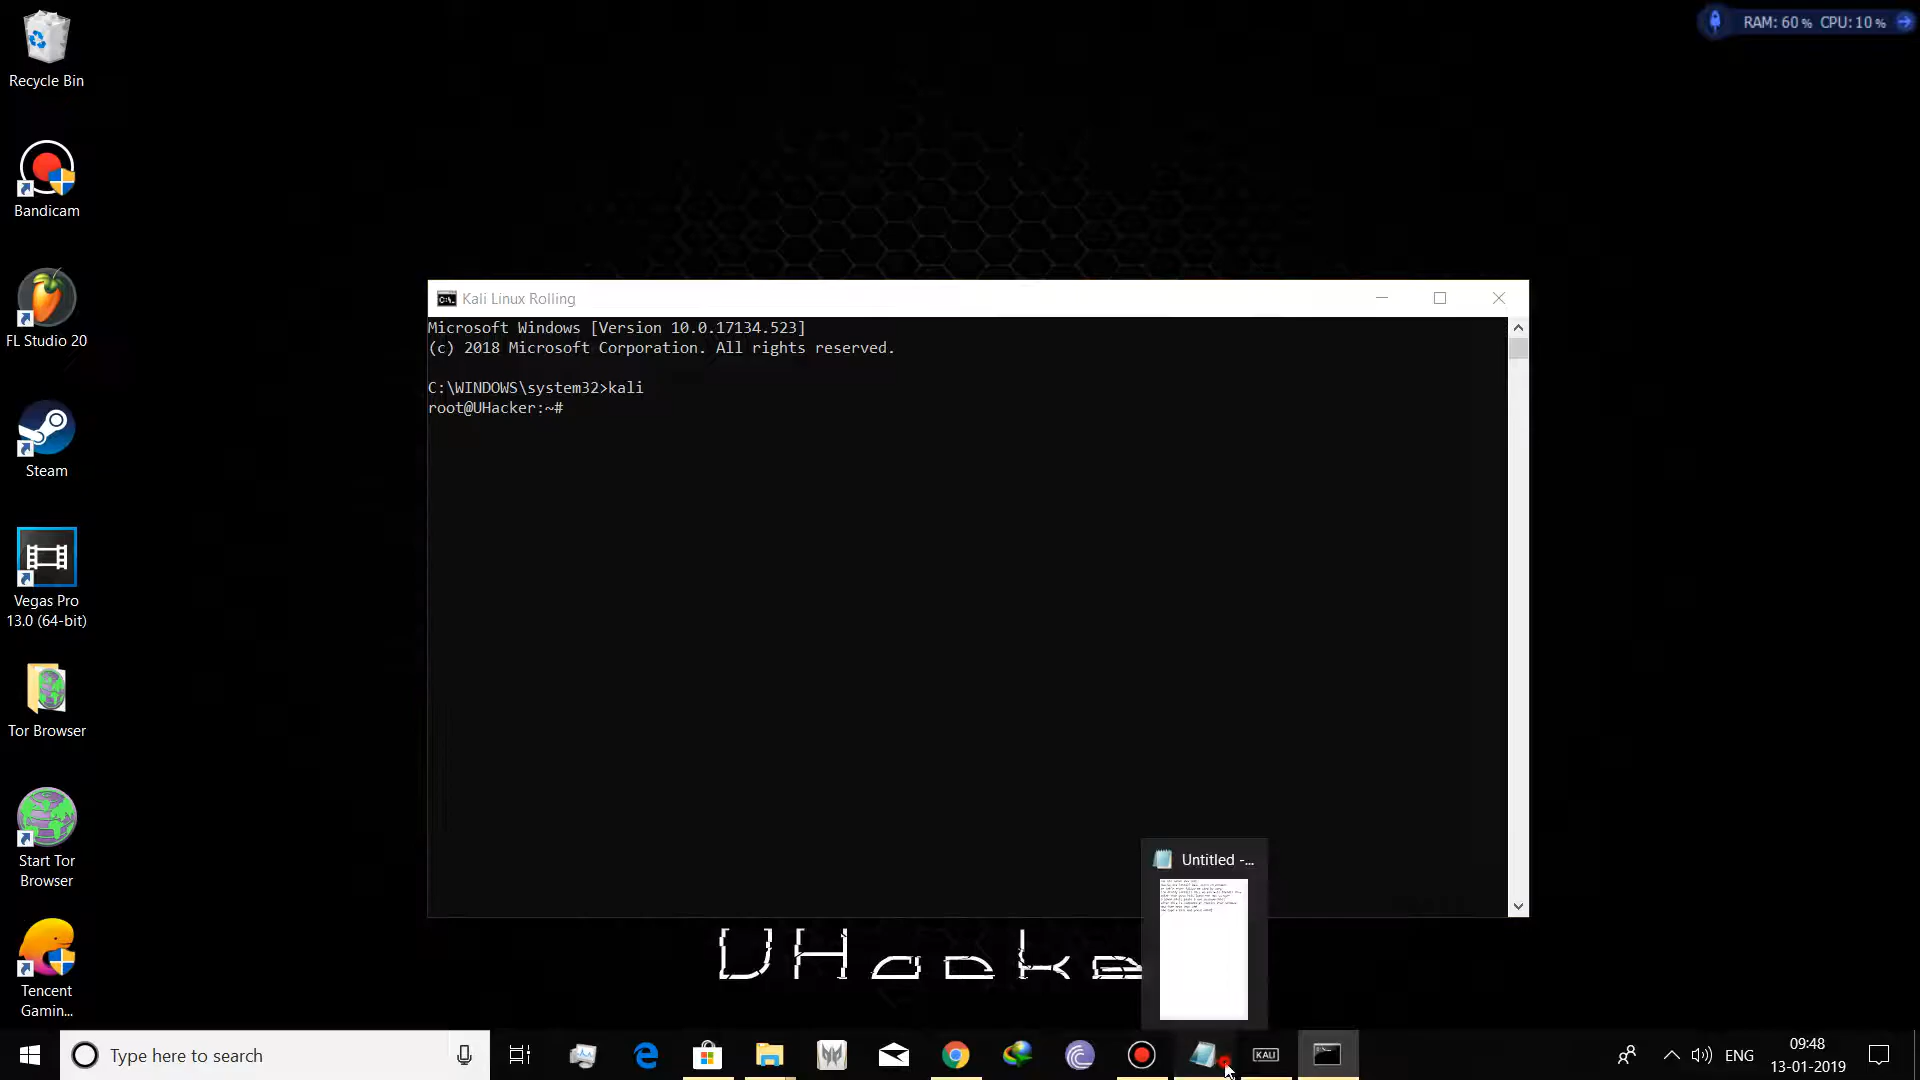 RAM: 60 % CPU: 10 %
Recycle Bin
Bandicam
FL Studio 20
Steam
Vegas Pro
13.0 (64-bit)
Tor Browser
Start Tor
Browser
Tencent
Gamin...
Kali Linux Rolling
Microsoft Windows [Version 10.0.17134.523]
(c) 2018 Microsoft Corporation. All rights reserved.
C:\WINDOWS\system32>kali
root@UHacker:~#
Untitled -...
UHacke
Type here to search
KALI
ENG
09:48
13-01-2019